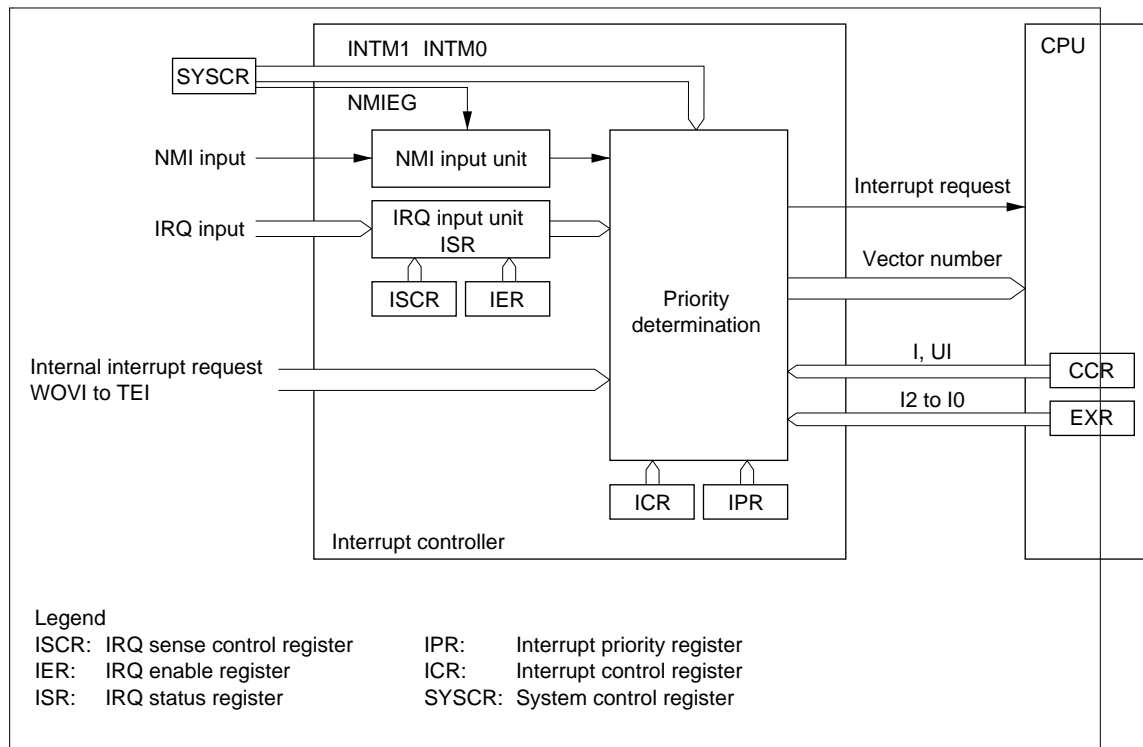 INTM1 INTM0
CPU
SYSCR
NMIEG
NMI input
NMI input unit
Interrupt request
IRQ input
IRQ input unit
ISR
Vector number
ISCR
IER
Priority
determination
I, UI
CCR
Internal interrupt request
WOVI to TEI
I2 to I0
EXR
ICR
IPR
Interrupt controller
Legend
ISCR: IRQ sense control register
IPR: Interrupt priority register
IER: IRQ enable register
ICR: Interrupt control register
ISR: IRQ status register
SYSCR: System control register